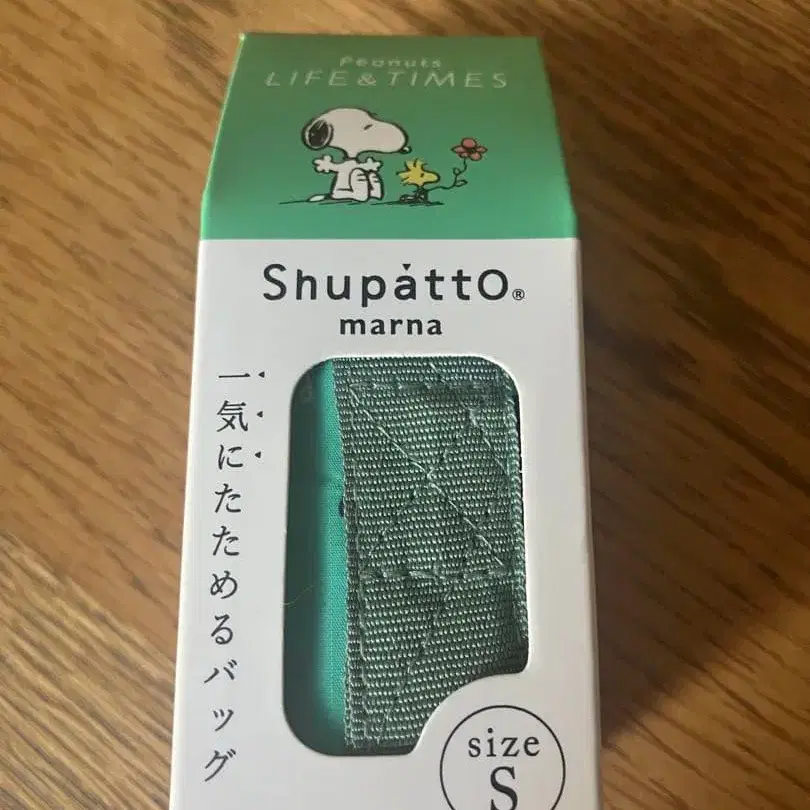 Peanuts
LIFE & TIMES
Shupatto®
marna
一気にたためるバッグ
size
S